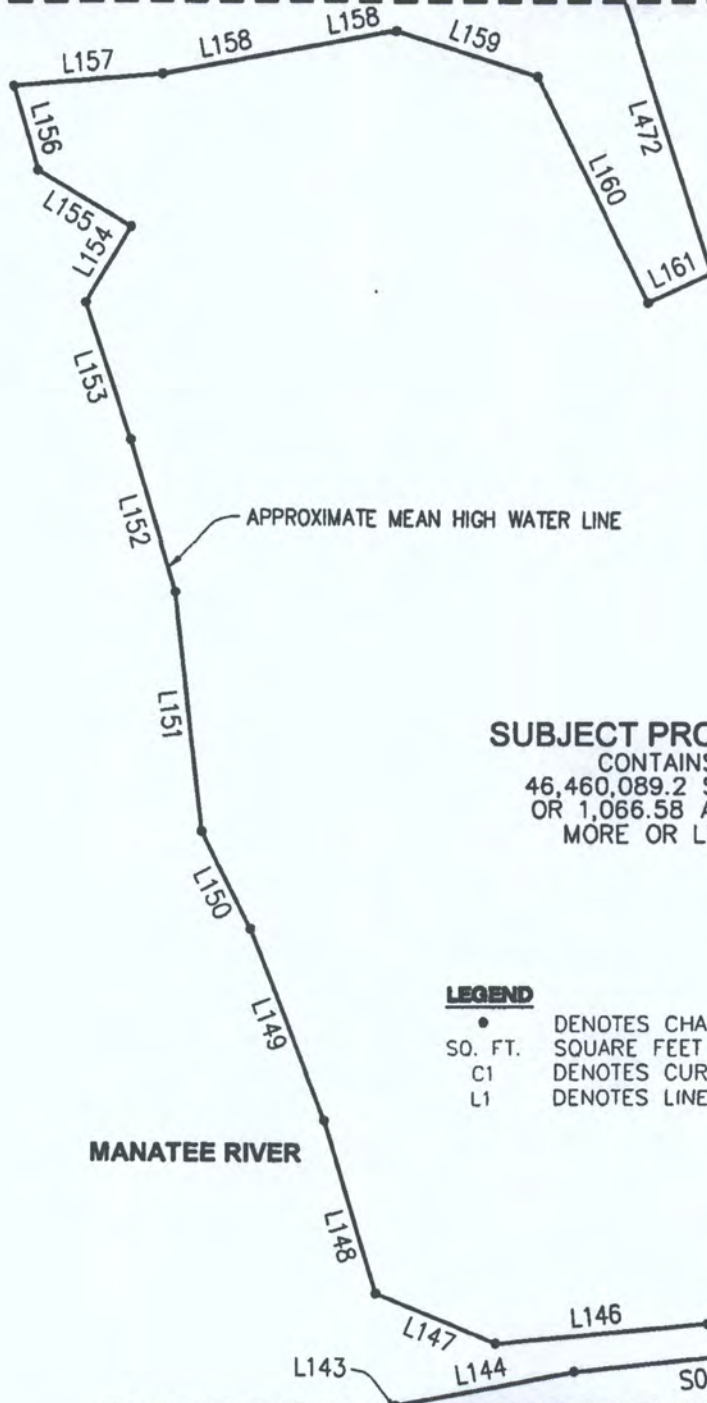 L158
L157
L158
L159
L156
L472
L160
L155
L154
L161
L153
L152
APPROXIMATE MEAN HIGH WATER LINE
L151
SUBJECT PRO
CONTAINS
46,460,089.2 S
OR 1,066.58 A
MORE OR L
L150
LEGEND
• DENOTES CHA
SQ. FT. SQUARE FEET
C1 DENOTES CUR
L1 DENOTES LINE
L149
MANATEE RIVER
L148
L146
L147
L143
L144
SO